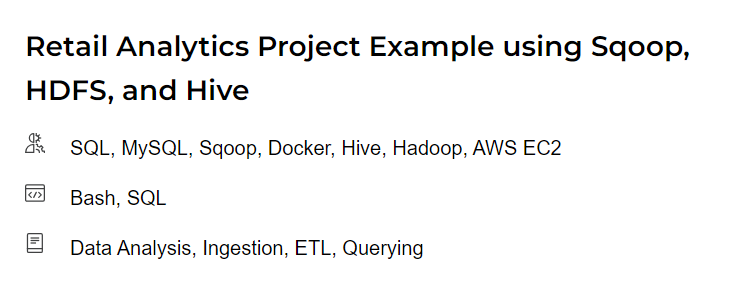 Retail Analytics Project Example using Sqoop,
HDFS, and Hive
SQL, MySQL, Sqoop, Docker, Hive, Hadoop, AWS EC2
Bash, SQL
Data Analysis, Ingestion, ETL, Querying